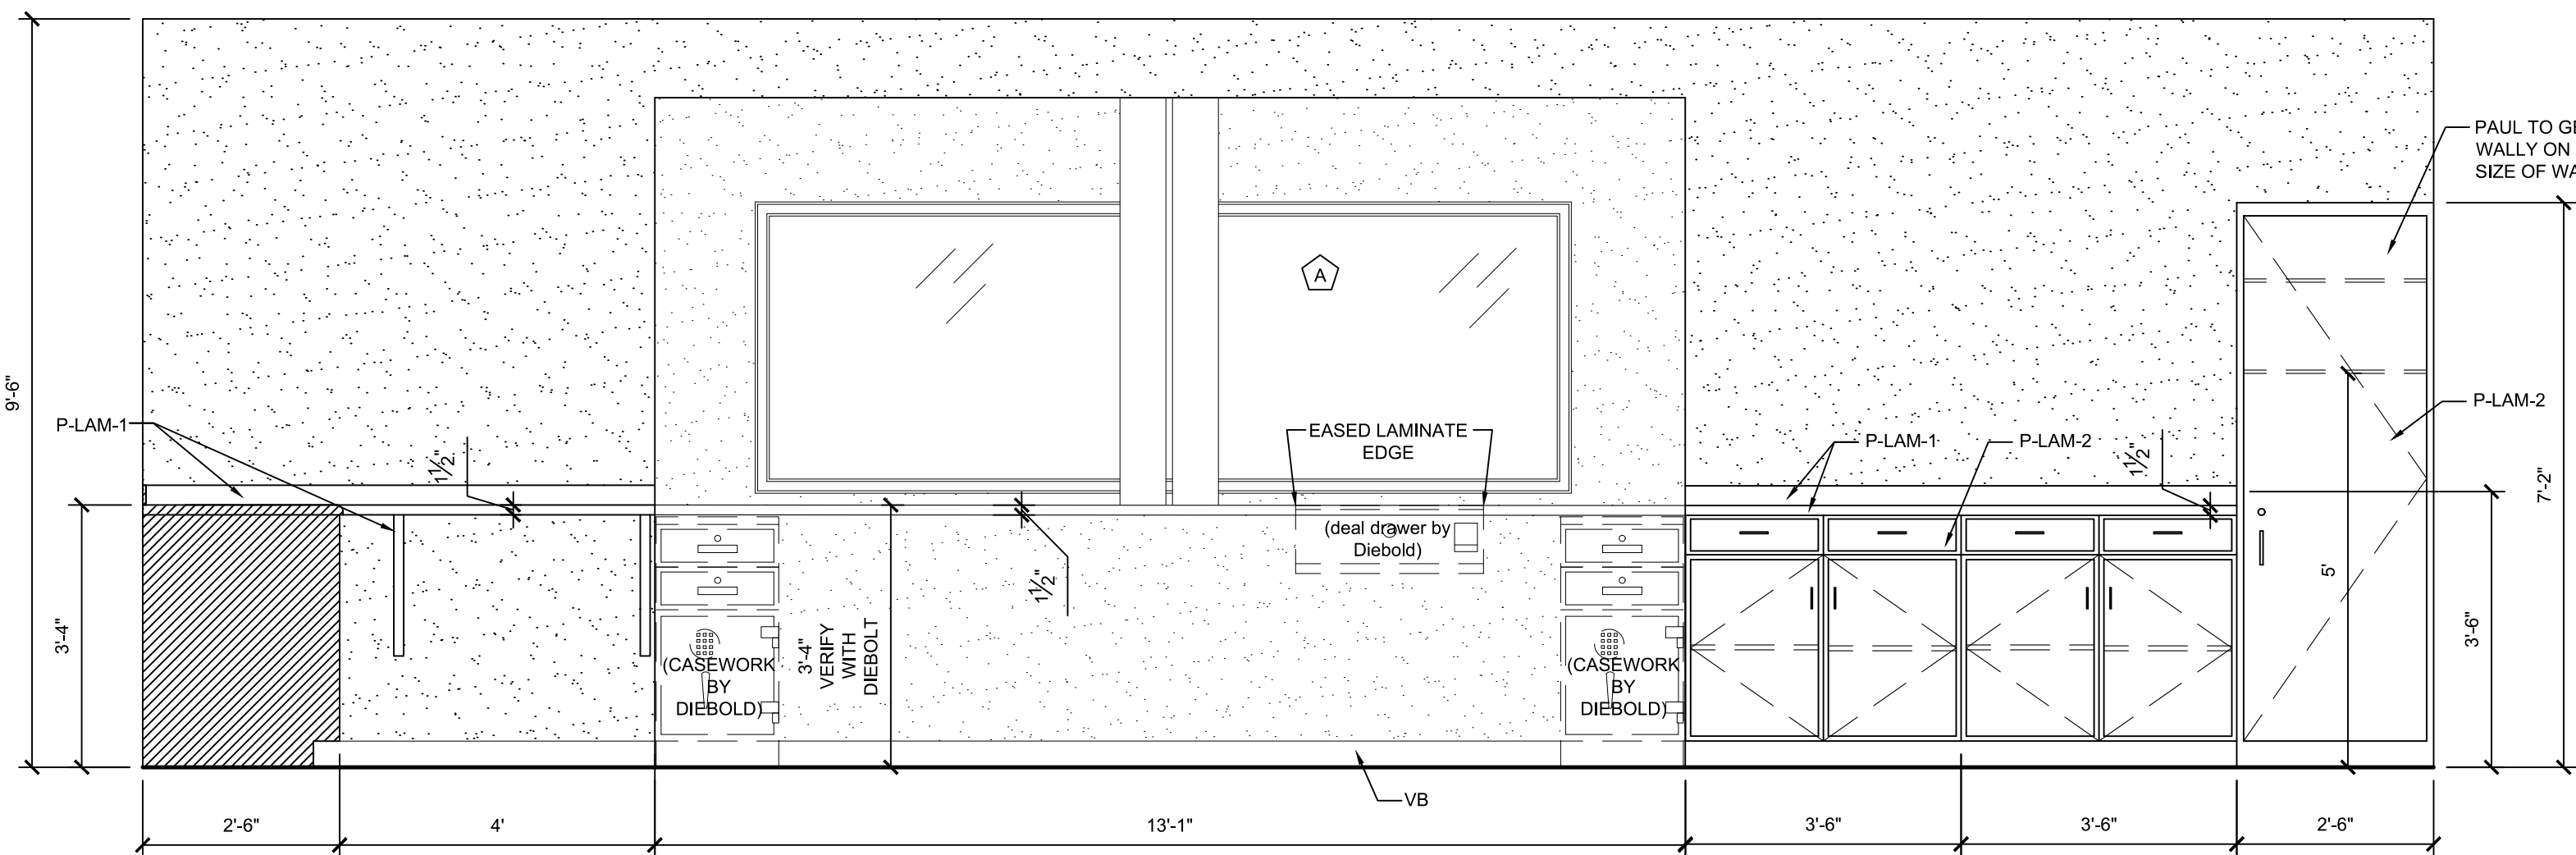 9'-6"
P-LAM-1
1½"
3'-4"
(CASEWORK
BY
DIEBOLD)
3'-4"
VERIFY
WITH
DIEBOLT
1½"
A
EASED LAMINATE
EDGE
(deal drawer by
Diebold)
(CASEWORK
BY
DIEBOLD)
P-LAM-1
P-LAM-2
1½"
PAUL TO
WALLY ON
SIZE OF
P-LAM-2
5'
3'-6"
7'-2"
VB
2'-6"
4'
13'-1"
3'-6"
3'-6"
2'-6"